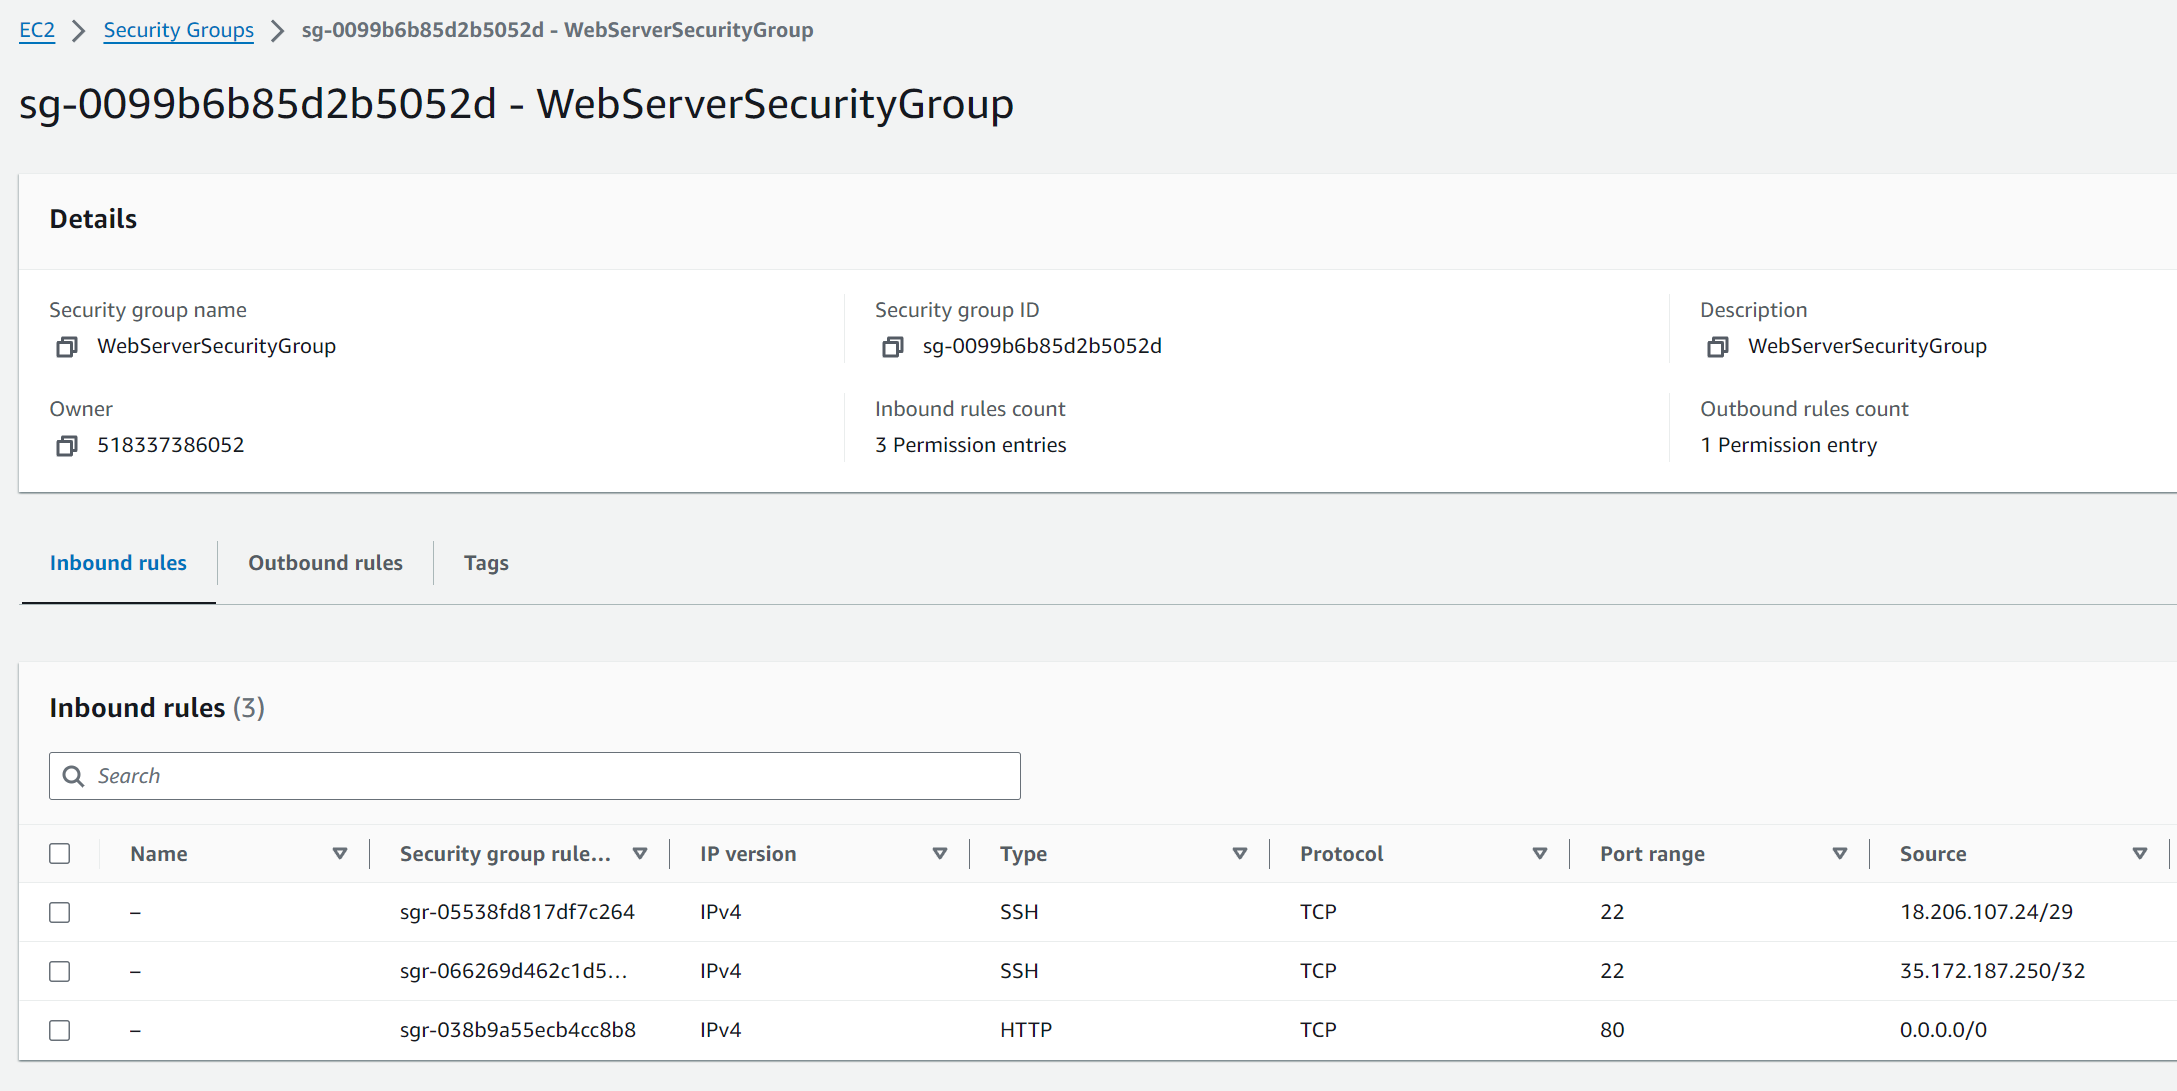 EC2 > Security Groups > sg-0099b6b85d2b5052d - WebServerSecurityGroup
sg-0099b6b85d2b5052d - WebServerSecurityGroup
Details
Security group name Security group ID Description
WebServerSecurityGroup sg-0099b6b85d2b5052d WebServerSecurityGroup
Owner Inbound rules count Outbound rules count
518337386052 3 Permission entries 1 Permission entry
Inbound rules Outbound rules Tags
Inbound rules (3)
Search
Name Security group rule... IP version Type Protocol Port range Source
– sgr-05538fd817df7c264 IPv4 SSH TCP 22 18.206.107.24/29
– sgr-066269d462c1d5... IPv4 SSH TCP 22 35.172.187.250/32
– sgr-038b9a55ecb4cc8b8 IPv4 HTTP TCP 80 0.0.0.0/0